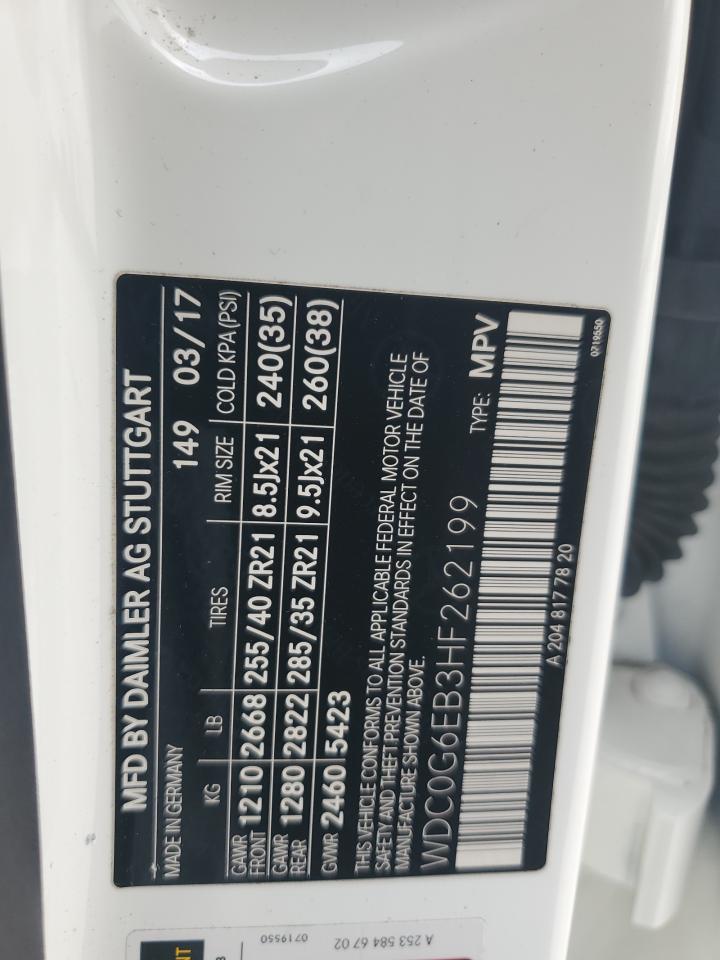 MFD BY DAIMLER AG STUTTGART
MADE IN GERMANY 149 03/17
KG LB TIRES RIM SIZE COLD KPA (PSI)
GAWR FRONT 1210 2668 255/40 ZR21 8.5Jx21 240(35)
GAWR REAR 1280 2822 285/35 ZR21 9.5Jx21 260(38)
GVWR 2460 5423
THIS VEHICLE CONFORMS TO ALL APPLICABLE FEDERAL MOTOR VEHICLE
SAFETY AND THEFT PREVENTION STANDARDS IN EFFECT ON THE DATE OF
MANUFACTURE SHOWN ABOVE.
WDC0G6EB3HF262199 TYPE: MPV
A 204 817 78 20 0719550
A 253 584 67 02 0719550